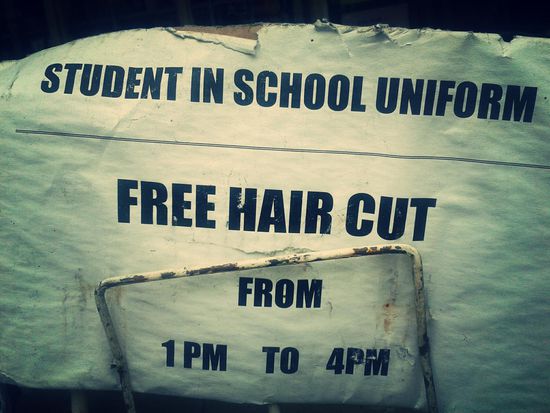 STUDENT IN SCHOOL UNIFORM
FREE HAIR CUT
FROM
1 PM TO 4PM